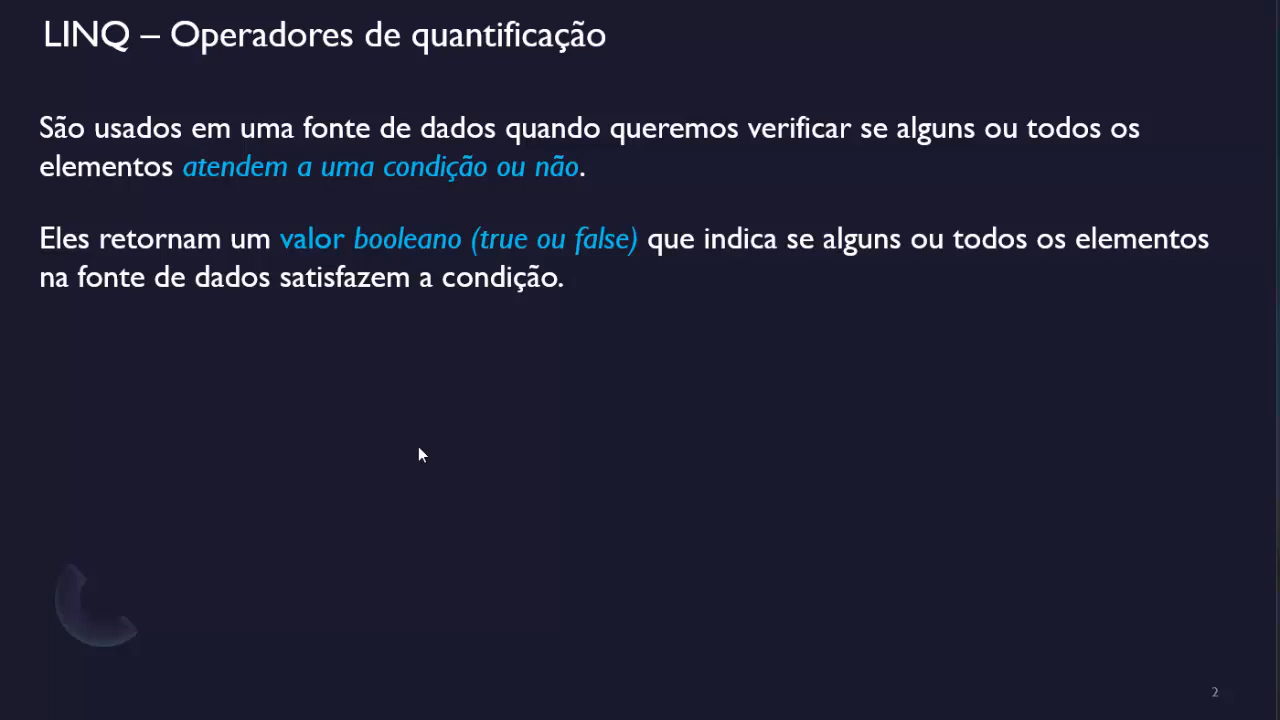 LINQ – Operadores de quantificação
São usados em uma fonte de dados quando queremos verificar se alguns ou todos os
elementos atendem a uma condição ou não.
Eles retornam um valor booleano (true ou false) que indica se alguns ou todos os elementos
na fonte de dados satisfazem a condição.
2